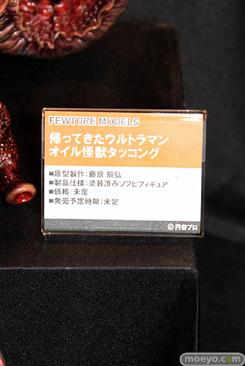 FEWTURE MODELS
帰ってきたウルトラマン
オイル怪獣タッコング
■原型製作:藤原 辰弘
■製品仕様:塗装済みソフビフィギュア
■価格:未定
■発売予定時期:未定
©円谷プロ
moeyo.com